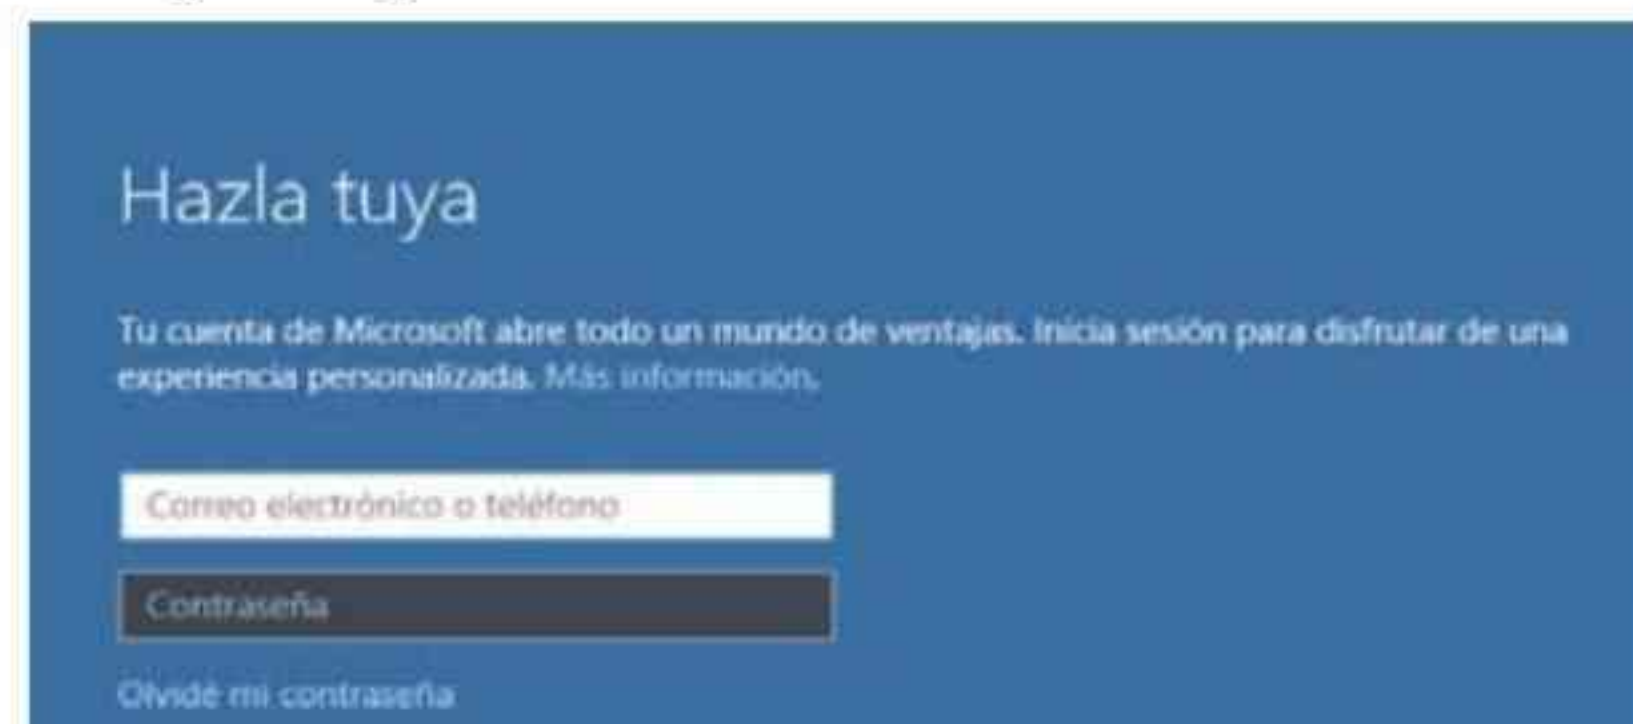 Hazla tuya
Tu cuenta de Microsoft abre todo un mundo de ventajas. Inicia sesión para disfrutar de una
experiencia personalizada. Más información.
Correo electrónico o teléfono
Contraseña
Olvidé mi contraseña